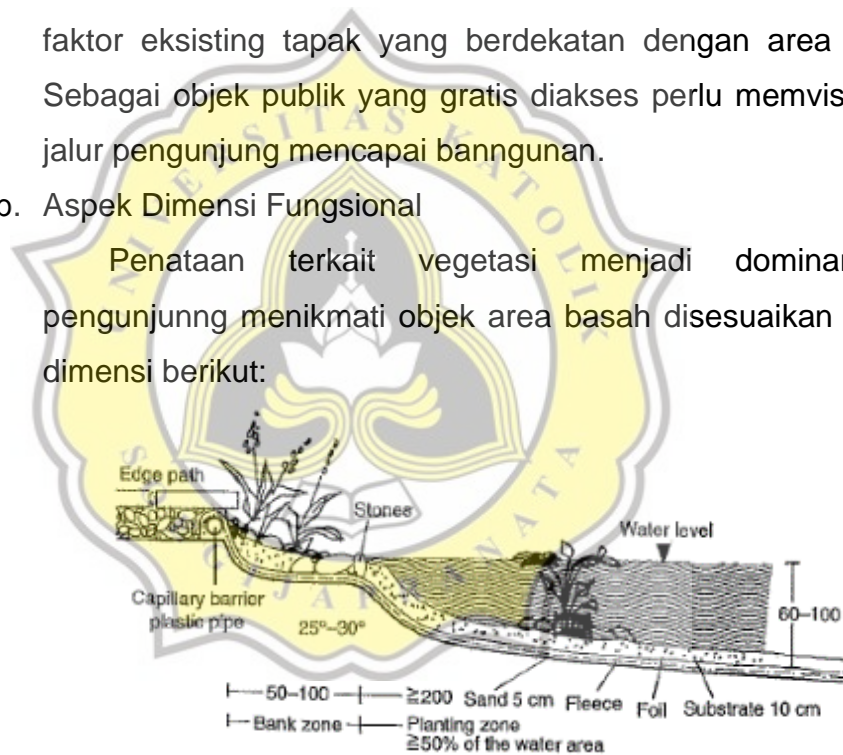 faktor eksisting tapak yang berdekatan dengan area
Sebagai objek publik yang gratis diakses perlu memvis
jalur pengunjung mencapai banngunan.
b. Aspek Dimensi Fungsional
Penataan terkait vegetasi menjadi dominan
pengunjunng menikmati objek area basah disesuaikan
dimensi berikut:
UNIVERSITAS KATOLIK
SOEGIJAPRANATA
Edge path
Stones
Water level
Capillary barrier
plastic pipe
25°–30°
60–100
50–100 ≧200 Sand 5 cm Fleece Foil Substrate 10 cm
Bank zone Planting zone
≧50% of the water area